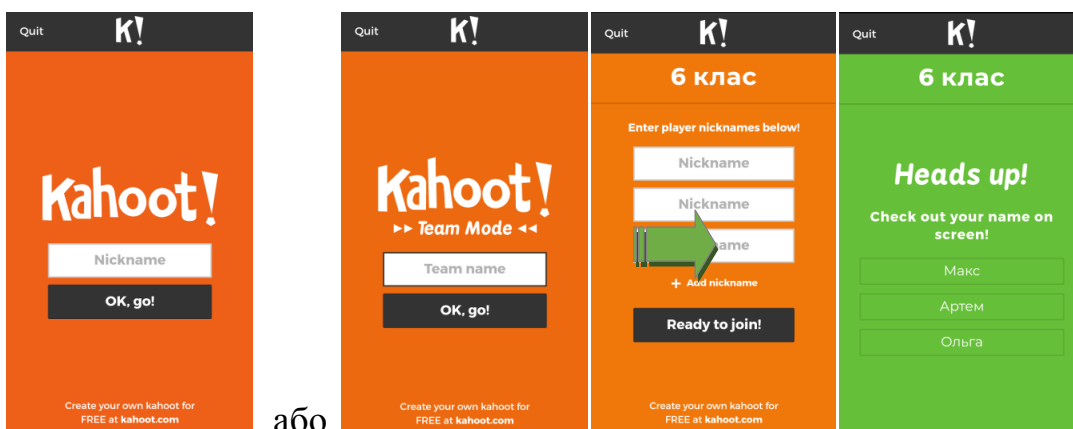 Quit K!
Kahoot!
Nickname
OK, go!
Create your own kahoot for
FREE at kahoot.com
або
Quit K!
Kahoot!
Team Mode
Team name
OK, go!
Create your own kahoot for
FREE at kahoot.com
Quit K!
6 клас
Enter player nicknames below!
Nickname
Nickname
ame
+ Add nickname
Ready to join!
Create your own kahoot for
FREE at kahoot.com
Quit K!
6 клас
Heads up!
Check out your name on
screen!
Макс
Артем
Ольга